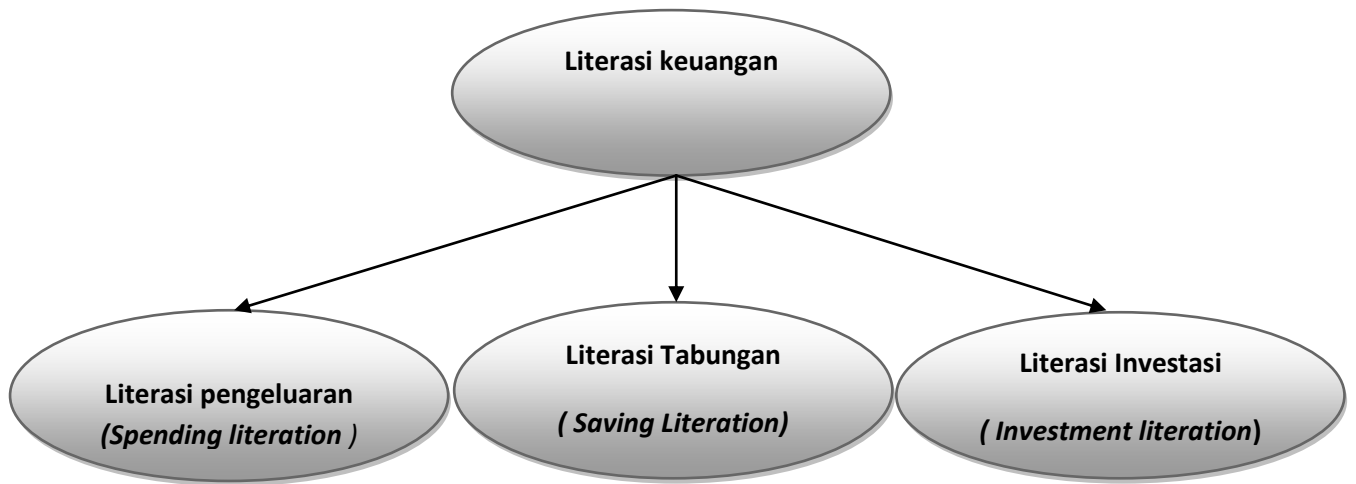 Literasi keuangan
Literasi pengeluaran
(Spending literation )
Literasi Tabungan
( Saving Literation)
Literasi Investasi
( Investment literation)